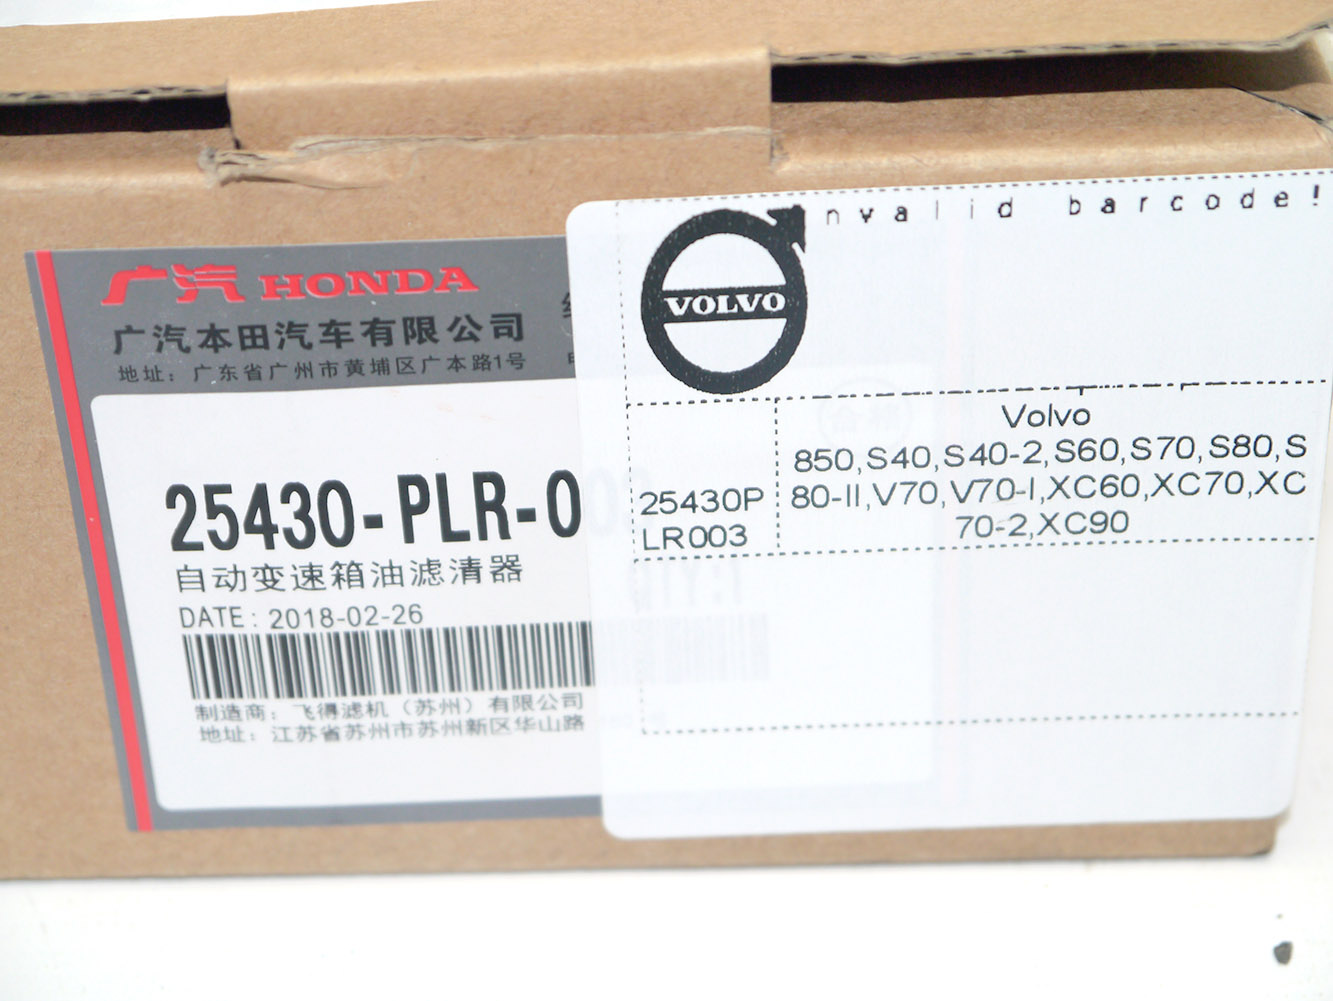 广汽 HONDA
广汽本田汽车有限公司
地址：广东省广州市黄埔区广本路1号
25430-PLR-003
自动变速箱油滤清器
DATE: 2018-02-26
制造商：飞得滤机（苏州）有限公司
地址：江苏省苏州市苏州新区华山路
合格
nvalid barcode!
VOLVO
25430P
LR003
Volvo
850,S40,S40-2,S60,S70,S80,S
80-II,V70,V70-I,XC60,XC70,XC
70-2,XC90